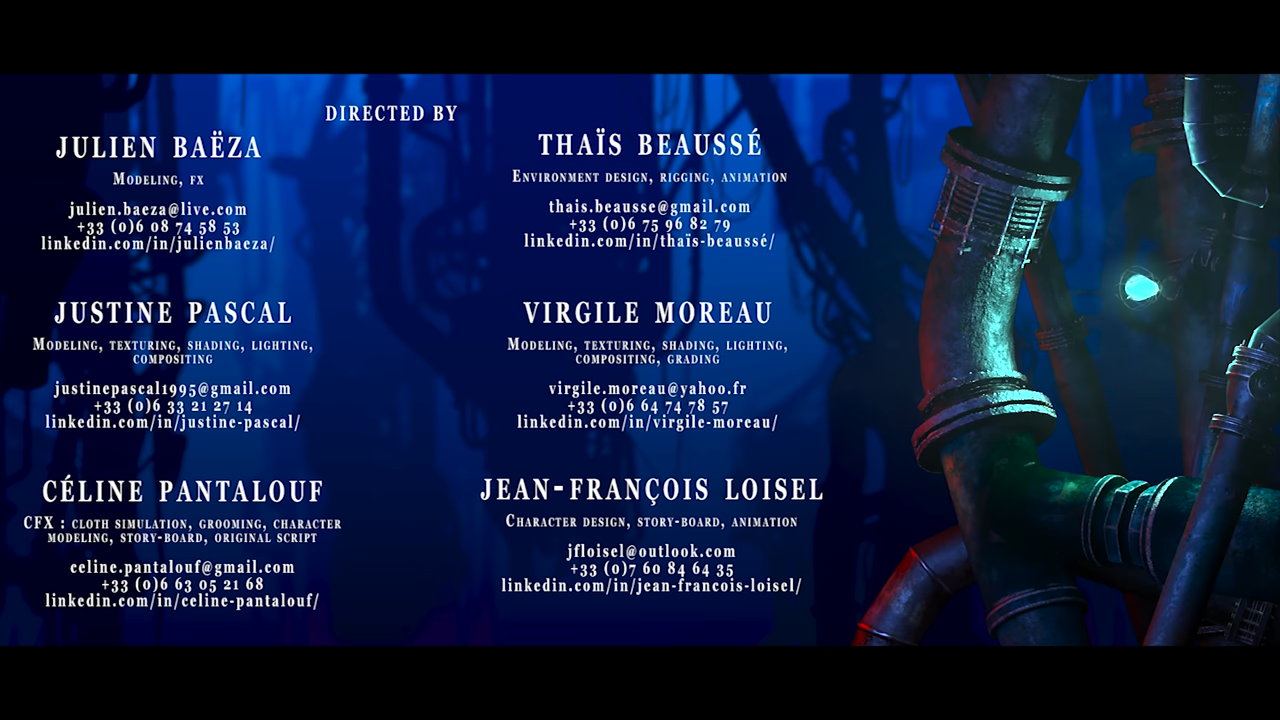 DIRECTED BY
JULIEN BAËZA
MODELING, FX
julien.baeza@live.com
+33 (0)6 08 74 58 53
linkedin.com/in/julienbaeza/
THAÏS BEAUSSÉ
ENVIRONMENT DESIGN, RIGGING, ANIMATION
thais.beausse@gmail.com
+33 (0)6 75 96 82 79
linkedin.com/in/thaïs-beaussé/
JUSTINE PASCAL
MODELING, TEXTURING, SHADING, LIGHTING,
COMPOSITING
justinepascal1995@gmail.com
+33 (0)6 33 21 27 14
linkedin.com/in/justine-pascal/
VIRGILE MOREAU
MODELING, TEXTURING, SHADING, LIGHTING,
COMPOSITING, GRADING
virgile.moreau@yahoo.fr
+33 (0)6 64 74 78 57
linkedin.com/in/virgile-moreau/
CÉLINE PANTALOUF
CFX : CLOTH SIMULATION, GROOMING, CHARACTER
MODELING, STORY-BOARD, ORIGINAL SCRIPT
celine.pantalouf@gmail.com
+33 (0)6 63 05 21 68
linkedin.com/in/celine-pantalouf/
JEAN-FRANÇOIS LOISEL
CHARACTER DESIGN, STORY-BOARD, ANIMATION
jfloisel@outlook.com
+33 (0)7 60 84 64 35
linkedin.com/in/jean-francois-loisel/